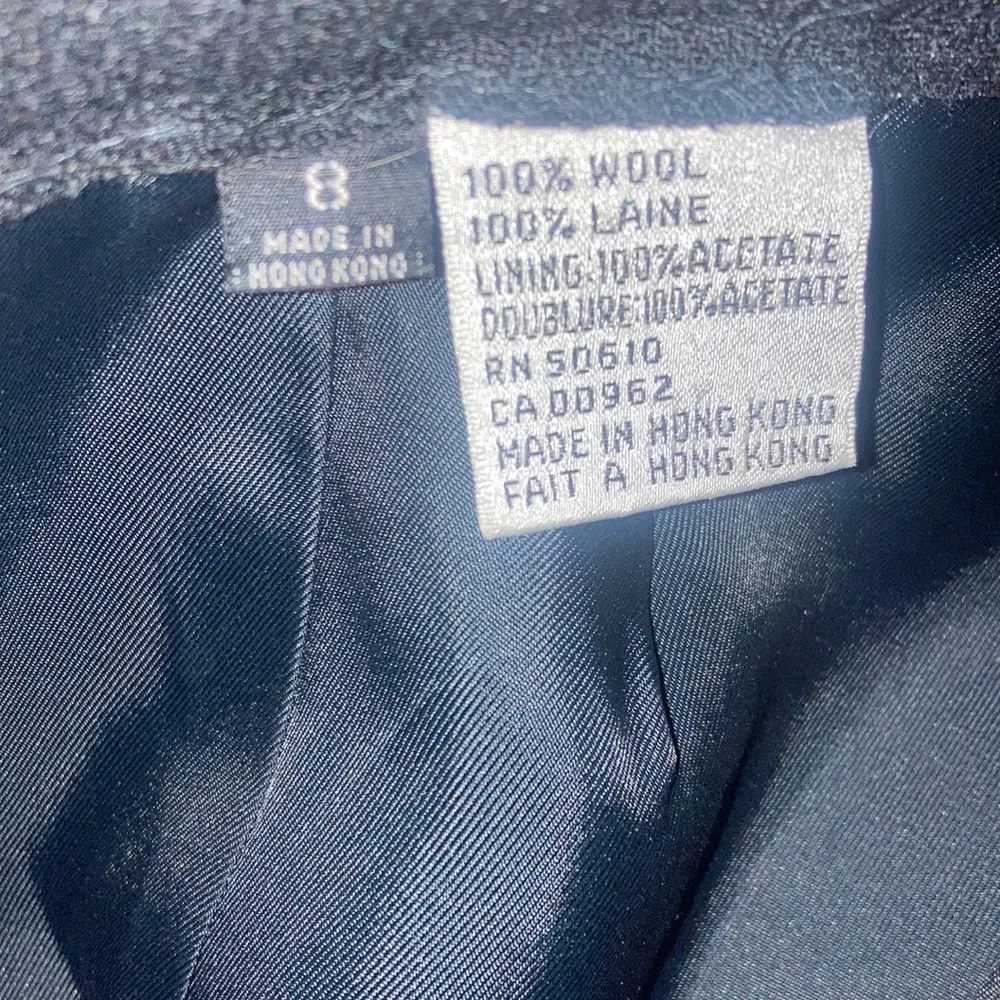 8
MADE IN
HONG KONG
100% WOOL
100% LAINE
LINING:100%ACETATE
DOUBLURE:100%ACETATE
RN 50610
CA 00962
MADE IN HONG KONG
FAIT A HONG KONG